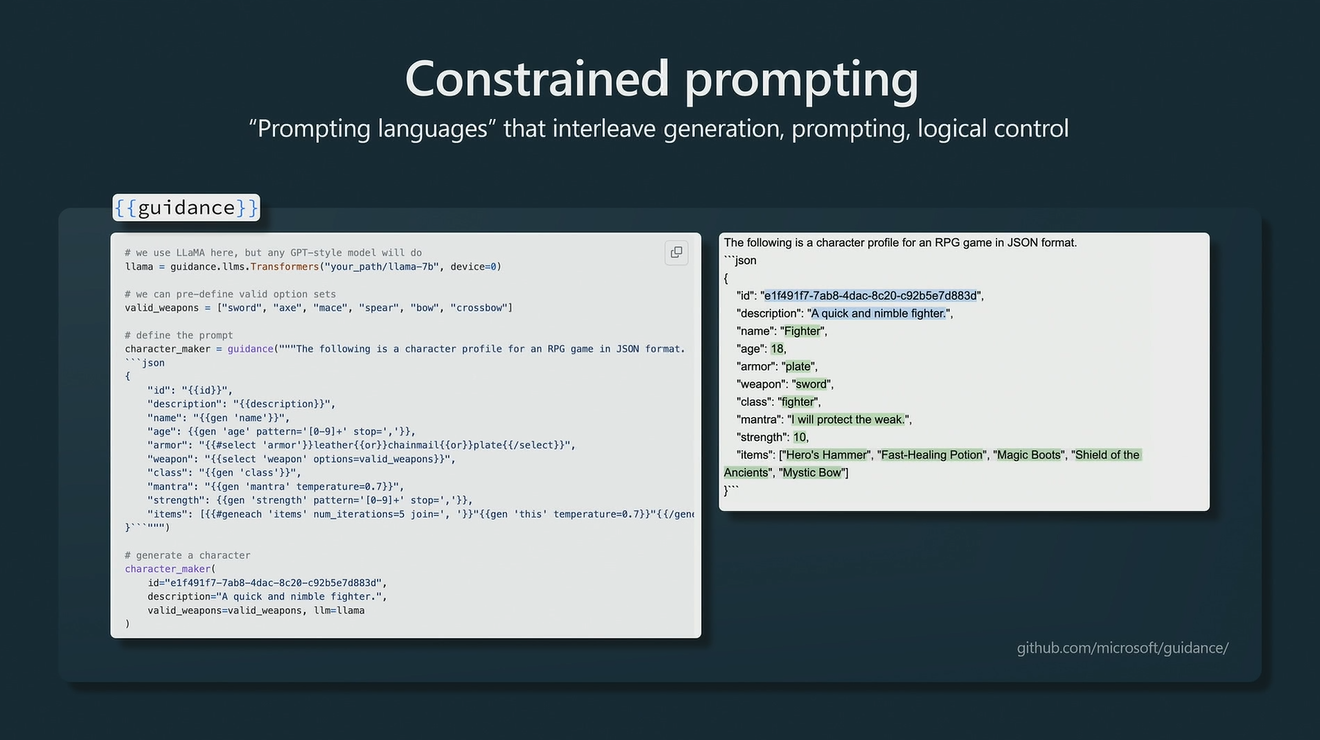 Constrained prompting
“Prompting languages” that interleave generation, prompting, logical control
{{guidance}}
# we use LLaMA here, but any GPT-style model will do
llama = guidance.llms.Transformers("your_path/llama-7b", device=0)
# we can pre-define valid option sets
valid_weapons = ["sword", "axe", "mace", "spear", "bow", "crossbow"]
# define the prompt
character_maker = guidance("""The following is a character profile for an RPG game in JSON format.
```json
{
"id": "{{id}}",
"description": "{{description}}",
"name": "{{gen 'name'}}",
"age": {{gen 'age' pattern='[0-9]+' stop=','}},
"armor": "{{#select 'armor'}}leather{{or}}chainmail{{or}}plate{{/select}}",
"weapon": "{{select 'weapon' options=valid_weapons}}",
"class": "{{gen 'class'}}",
"mantra": "{{gen 'mantra' temperature=0.7}}",
"strength": {{gen 'strength' pattern='[0-9]+' stop=','}},
"items": [{{#geneach 'items' num_iterations=5 join=', '}}"{{gen 'this' temperature=0.7}}"{{/gene
}```""")
# generate a character
character_maker(
id="e1f491f7-7ab8-4dac-8c20-c92b5e7d883d",
description="A quick and nimble fighter.",
valid_weapons=valid_weapons, llm=llama
)
The following is a character profile for an RPG game in JSON format.
```json
{
"id": "e1f491f7-7ab8-4dac-8c20-c92b5e7d883d",
"description": "A quick and nimble fighter.",
"name": "Fighter",
"age": 18,
"armor": "plate",
"weapon": "sword",
"class": "fighter",
"mantra": "I will protect the weak.",
"strength": 10,
"items": ["Hero's Hammer", "Fast-Healing Potion", "Magic Boots", "Shield of the
Ancients", "Mystic Bow"]
}```
github.com/microsoft/guidance/